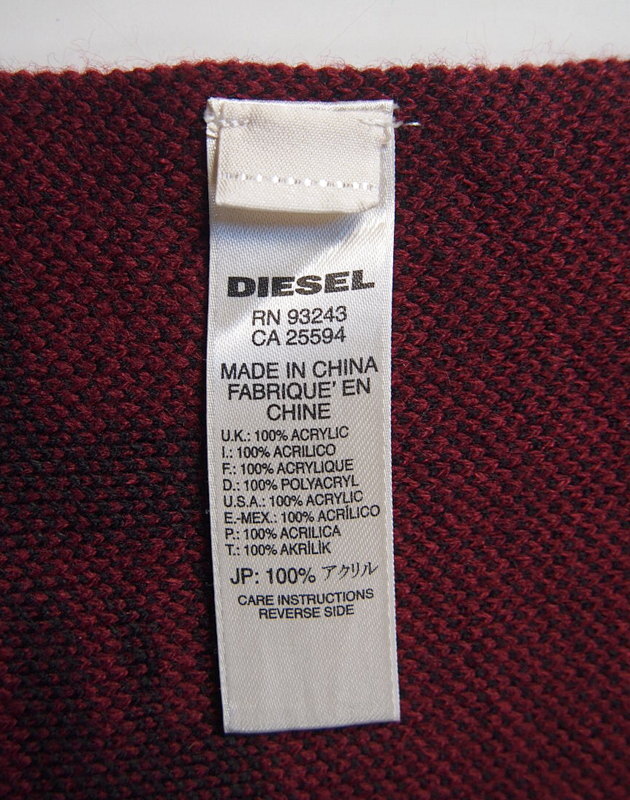 DIESEL
RN 93243
CA 25594
MADE IN CHINA
FABRIQUE' EN
CHINE
U.K.: 100% ACRYLIC
I.: 100% ACRILICO
F.: 100% ACRYLIQUE
D.: 100% POLYACRYL
U.S.A.: 100% ACRYLIC
E.-MEX.: 100% ACRÍLICO
P.: 100% ACRILICA
T.: 100% AKRİLİK
JP: 100% アクリル
CARE INSTRUCTIONS
REVERSE SIDE